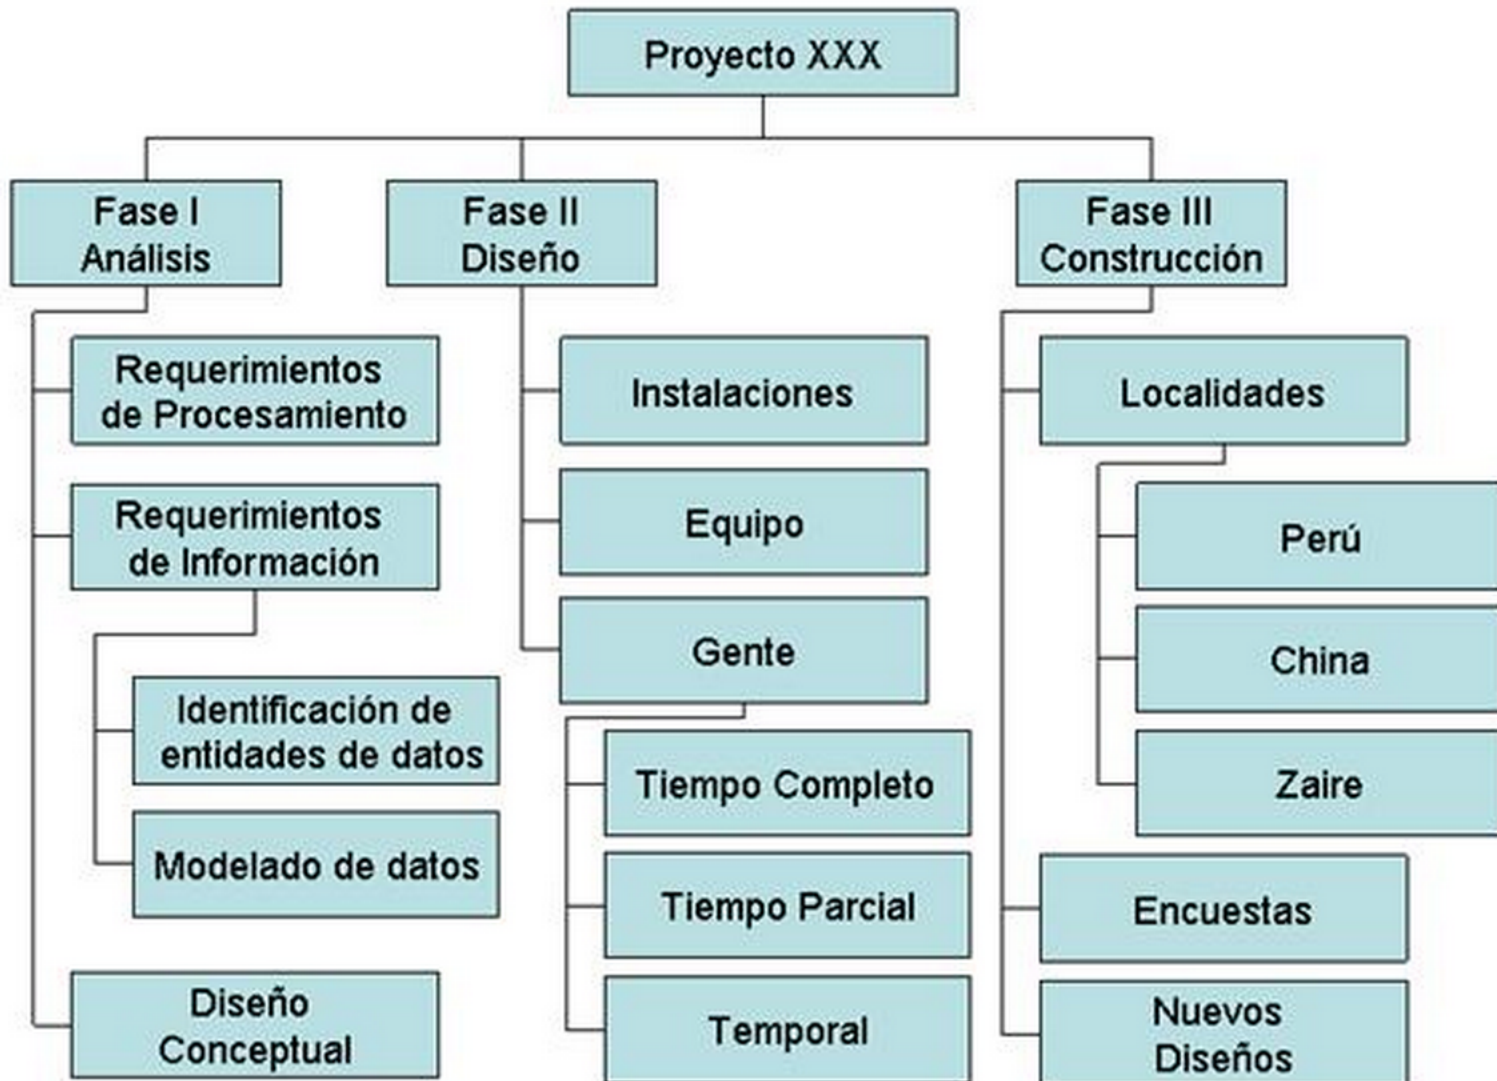 Proyecto XXX
Fase I
Análisis
Requerimientos
de Procesamiento
Requerimientos
de Información
Identificación de
entidades de datos
Modelado de datos
Diseño
Conceptual
Fase II
Diseño
Instalaciones
Equipo
Gente
Tiempo Completo
Tiempo Parcial
Temporal
Fase III
Construcción
Localidades
Perú
China
Zaire
Encuestas
Nuevos
Diseños